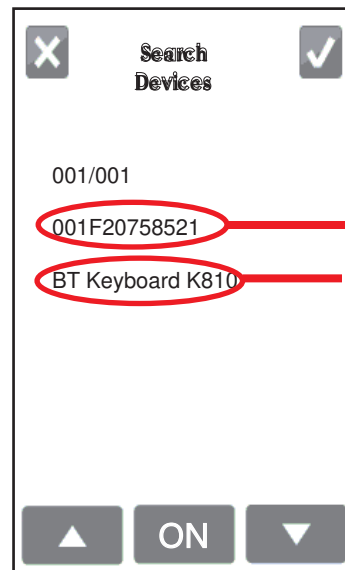 Search
Devices
001/001
001F20758521
BT Keyboard K810
ON